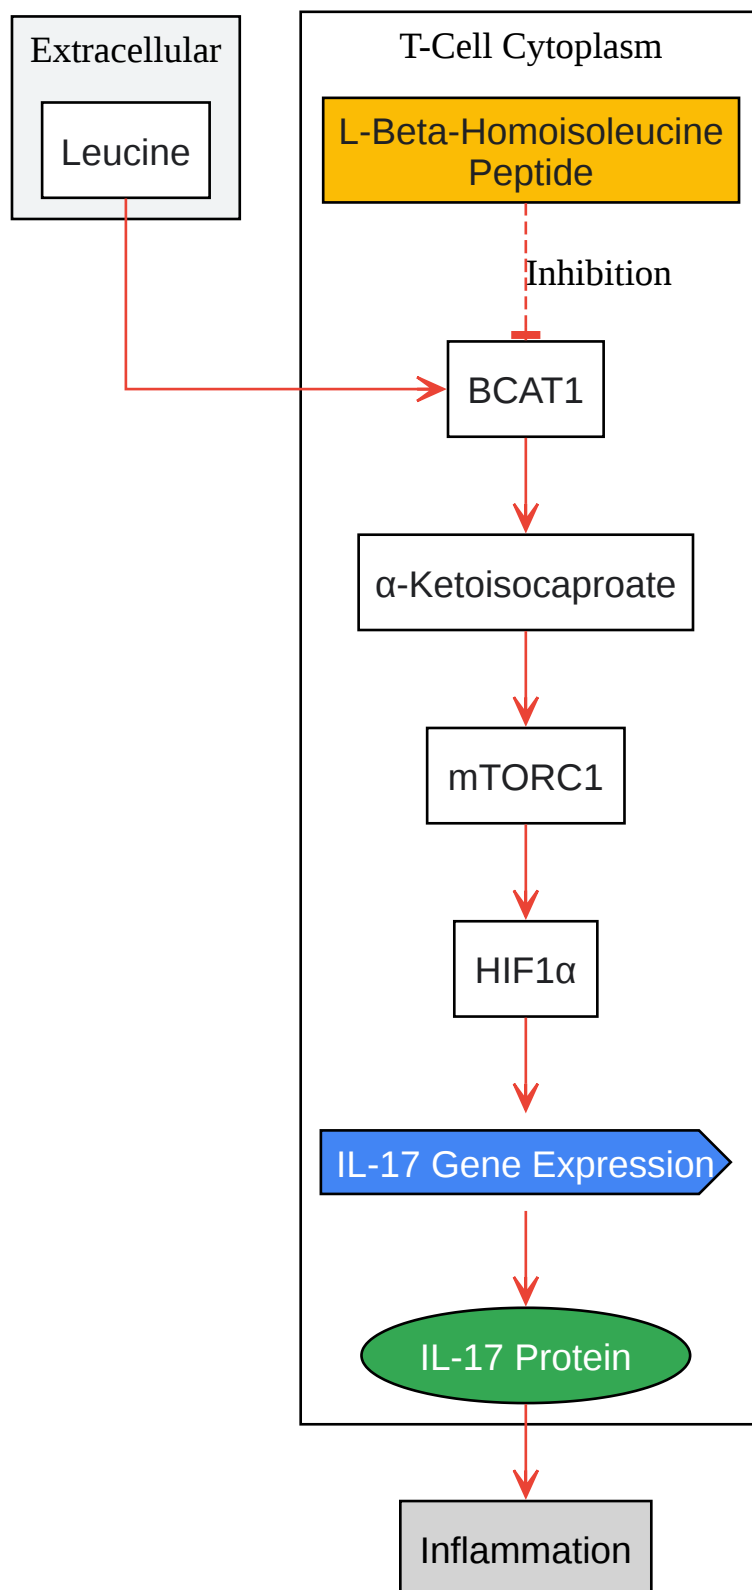 Extracellular
Leucine
T-Cell Cytoplasm
L-Beta-Homoisoleucine
Peptide
Inhibition
BCAT1
α-Ketoisocaproate
mTORC1
HIF1α
IL-17 Gene Expression
IL-17 Protein
Inflammation